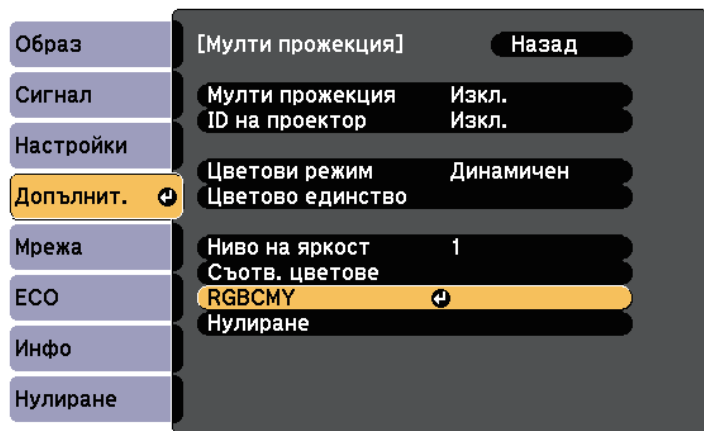 Образ
Сигнал
Настройки
Допълнит.
Мрежа
ECO
Инфо
Нулиране
[Мулти прожекция] Назад
Мулти прожекция Изкл.
ID на проектор Изкл.
Цветови режим Динамичен
Цветово единство
Ниво на яркост 1
Съотв. цветове
RGBCMY
Нулиране